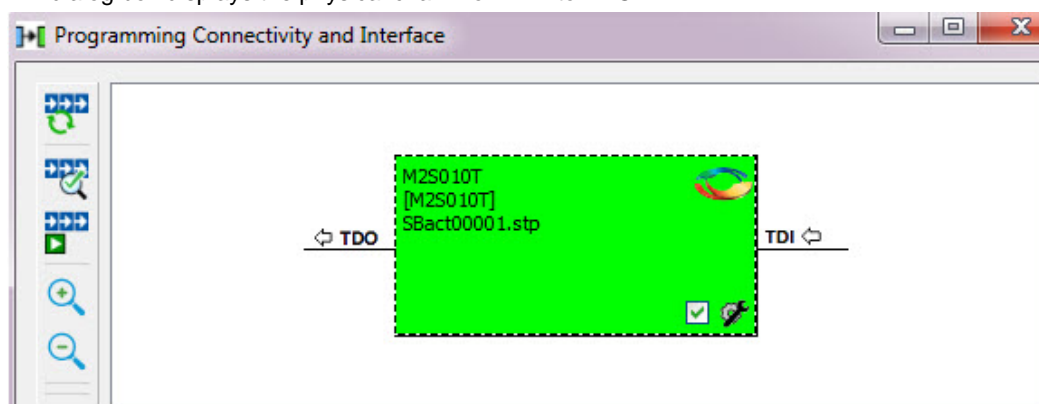 Programming Connectivity and Interface
M2S010T
[M2S010T]
SBact00001.stp
TDO
TDI